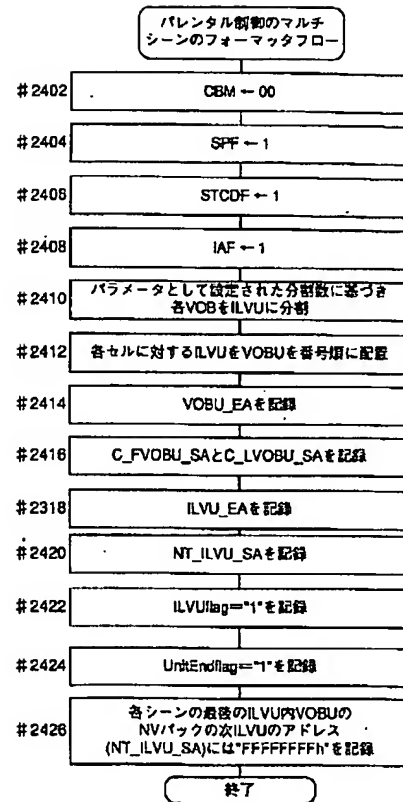 パレンタル制御のマルチ
シーンのフォーマッタフロー
#2402
CBM ← 00
#2404
SPF ← 1
#2406
STCDF ← 1
#2408
IAF ← 1
#2410
パラメータとして設定された分割数に基づき
各VOBをILVUに分割
#2412
各セルに対するILVUをVOBUを番号順に配置
#2414
VOBU_EAを記録
#2416
C_FVOBU_SAとC_LVOBU_SAを記録
#2318
ILVU_EAを記録
#2420
NT_ILVU_SAを記録
#2422
ILVUflag="1"を記録
#2424
UnitEndflag="1"を記録
#2426
各シーンの最後のILVU内VOBUの
NVパックの次ILVUのアドレス
(NT_ILVU_SA)には"FFFFFFFFh"を記録
終了